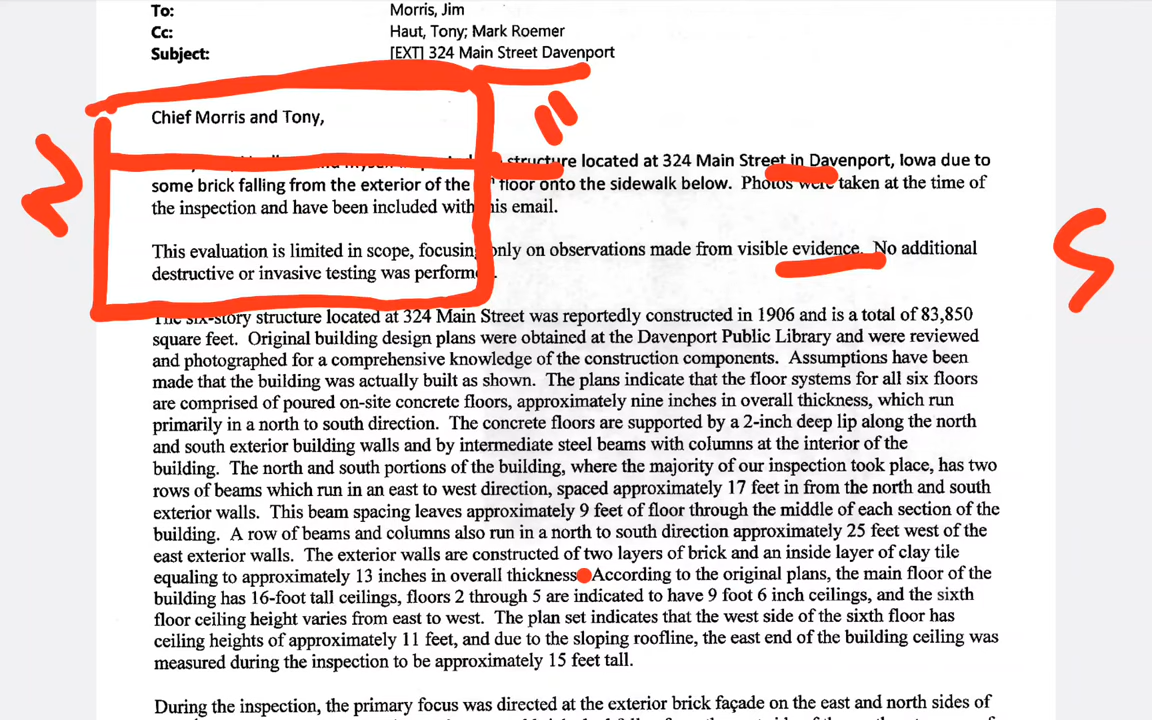 To: Morris, Jim
Cc: Haut, Tony; Mark Roemer
Subject: [EXT] 324 Main Street Davenport
Chief Morris and Tony,
structure located at 324 Main Street in Davenport, Iowa due to
some brick falling from the exterior of the floor onto the sidewalk below. Photos were taken at the time of
the inspection and have been included with this email.
This evaluation is limited in scope, focusing only on observations made from visible evidence. No additional
destructive or invasive testing was performed.
The six-story structure located at 324 Main Street was reportedly constructed in 1906 and is a total of 83,850
square feet. Original building design plans were obtained at the Davenport Public Library and were reviewed
and photographed for a comprehensive knowledge of the construction components. Assumptions have been
made that the building was actually built as shown. The plans indicate that the floor systems for all six floors
are comprised of poured on-site concrete floors, approximately nine inches in overall thickness, which run
primarily in a north to south direction. The concrete floors are supported by a 2-inch deep lip along the north
and south exterior building walls and by intermediate steel beams with columns at the interior of the
building. The north and south portions of the building, where the majority of our inspection took place, has two
rows of beams which run in an east to west direction, spaced approximately 17 feet in from the north and south
exterior walls. This beam spacing leaves approximately 9 feet of floor through the middle of each section of the
building. A row of beams and columns also run in a north to south direction approximately 25 feet west of the
east exterior walls. The exterior walls are constructed of two layers of brick and an inside layer of clay tile
equaling to approximately 13 inches in overall thickness According to the original plans, the main floor of the
building has 16-foot tall ceilings, floors 2 through 5 are indicated to have 9 foot 6 inch ceilings, and the sixth
floor ceiling height varies from east to west. The plan set indicates that the west side of the sixth floor has
ceiling heights of approximately 11 feet, and due to the sloping roofline, the east end of the building ceiling was
measured during the inspection to be approximately 15 feet tall.
During the inspection, the primary focus was directed at the exterior brick façade on the east and north sides of